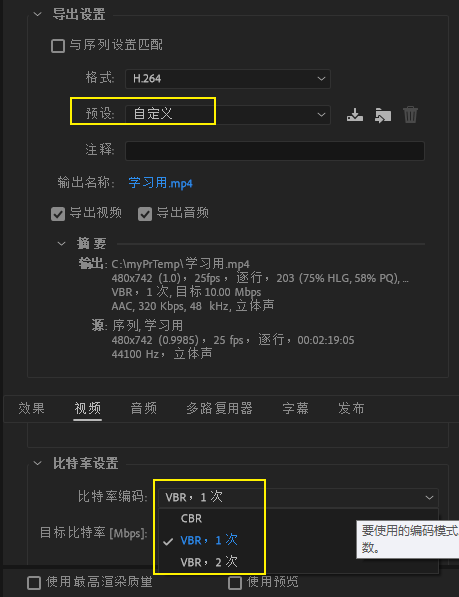 导出设置
与序列设置匹配
格式: H.264
预设: 自定义
注释:
输出名称: 学习用.mp4
导出视频 导出音频
摘要
输出: C:\myPrTemp\学习用.mp4
480x742 (1.0), 25fps, 逐行, 203 (75% HLG, 58% PQ), ...
VBR, 1 次, 目标 10.00 Mbps
AAC, 320 Kbps, 48 kHz, 立体声
源: 序列, 学习用
480x742 (0.9985), 25 fps, 逐行, 00:02:19:05
44100 Hz, 立体声
效果 视频 音频 多路复用器 字幕 发布
比特率设置
比特率编码: VBR, 1 次
CBR
目标比特率 [Mbps]: VBR, 1 次
要使用的编码模式
数。
VBR, 2 次
使用最高渲染质量 使用预览